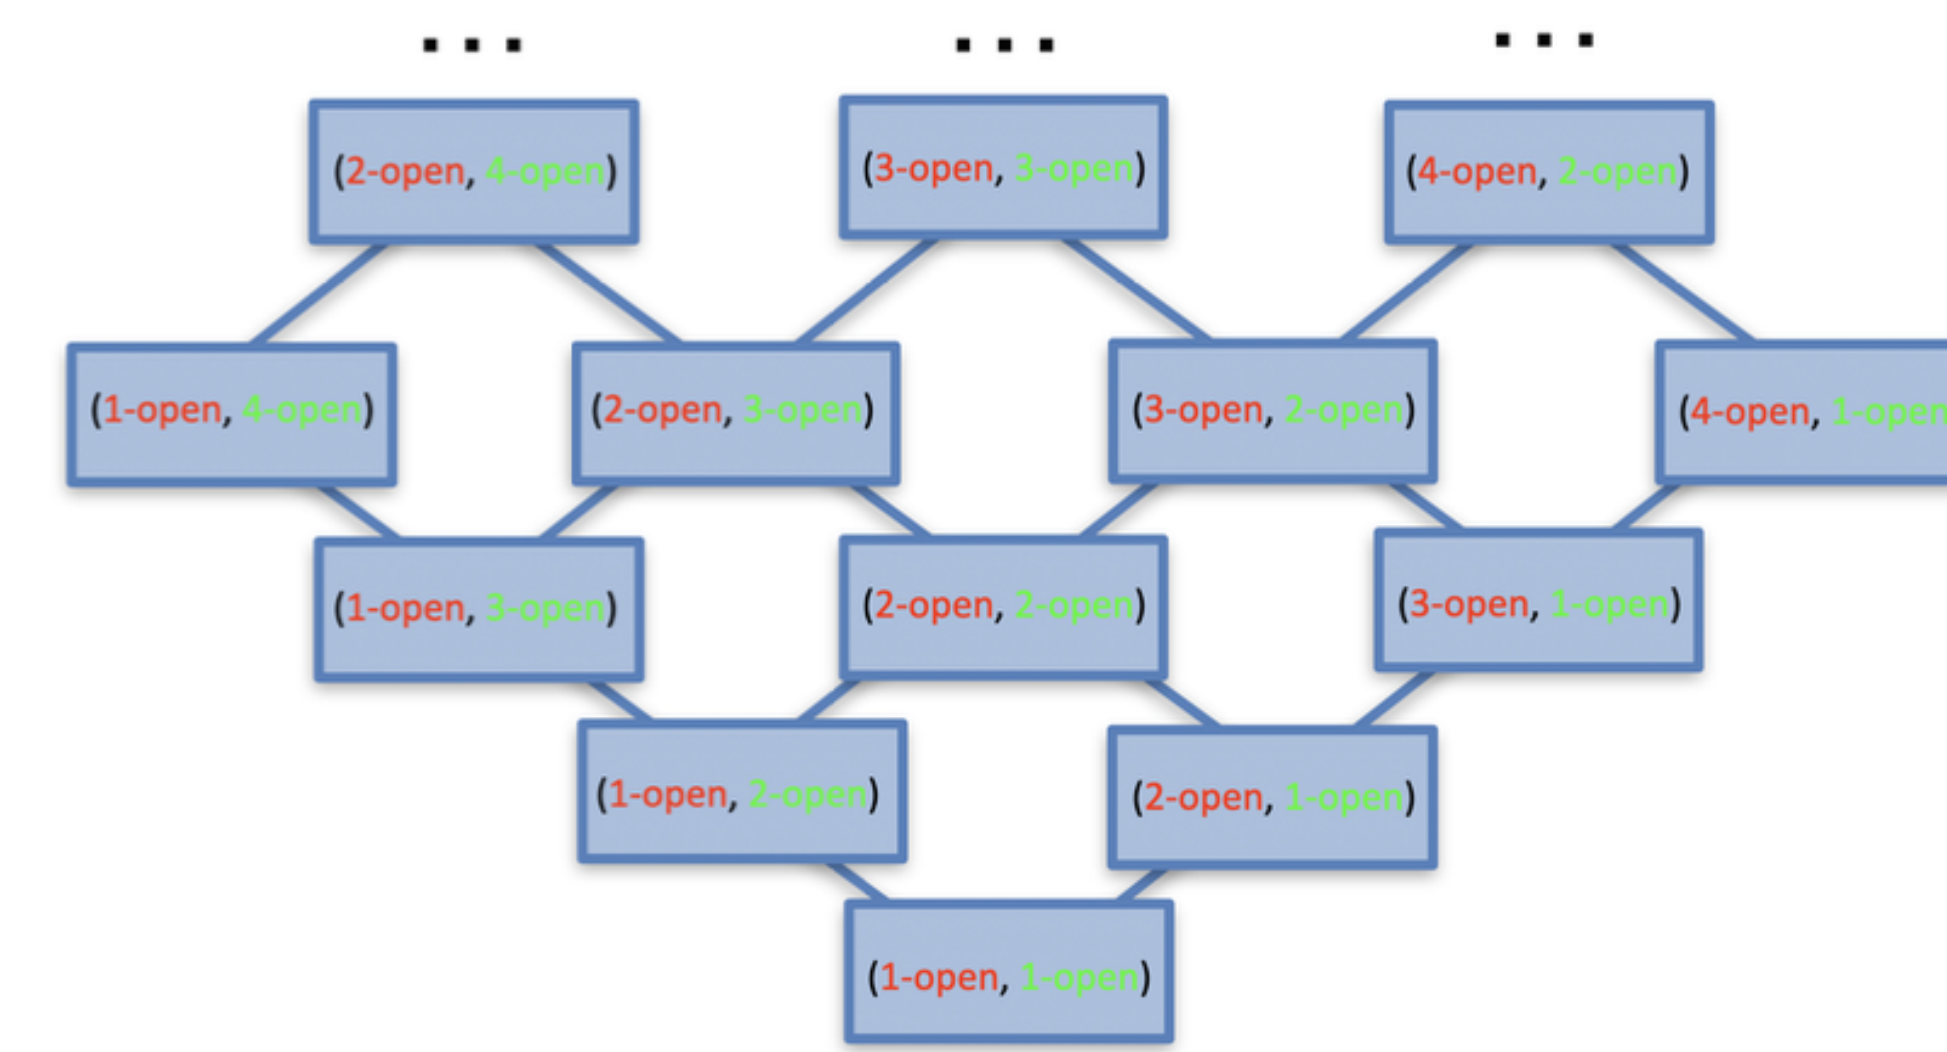 ...
...
...
(2-open, 4-open)
(3-open, 3-open)
(4-open, 2-open)
(1-open, 4-open)
(2-open, 3-open)
(3-open, 2-open)
(4-open, 1-open
(1-open, 3-open)
(2-open, 2-open)
(3-open, 1-open)
(1-open, 2-open)
(2-open, 1-open)
(1-open, 1-open)